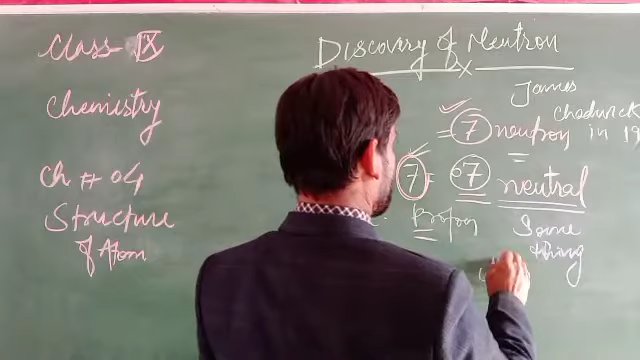 Class - IX
Chemistry
Ch # 04
Structure
of Atom
Discovery of Neutron
James
Chadwick
= 7 neutron in 19
7 = 07 neutral
Proton
Some
thing